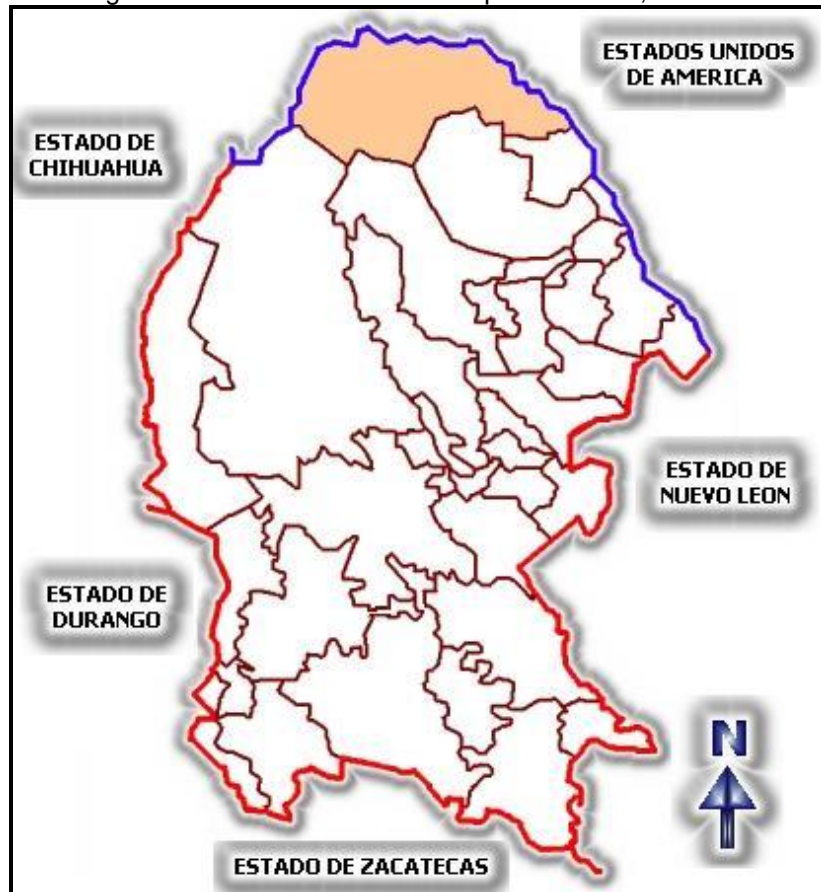 ESTADOS UNIDOS
DE AMERICA
ESTADO DE
CHIHUAHUA
ESTADO DE
NUEVO LEON
ESTADO DE
DURANGO
N
ESTADO DE ZACATECAS